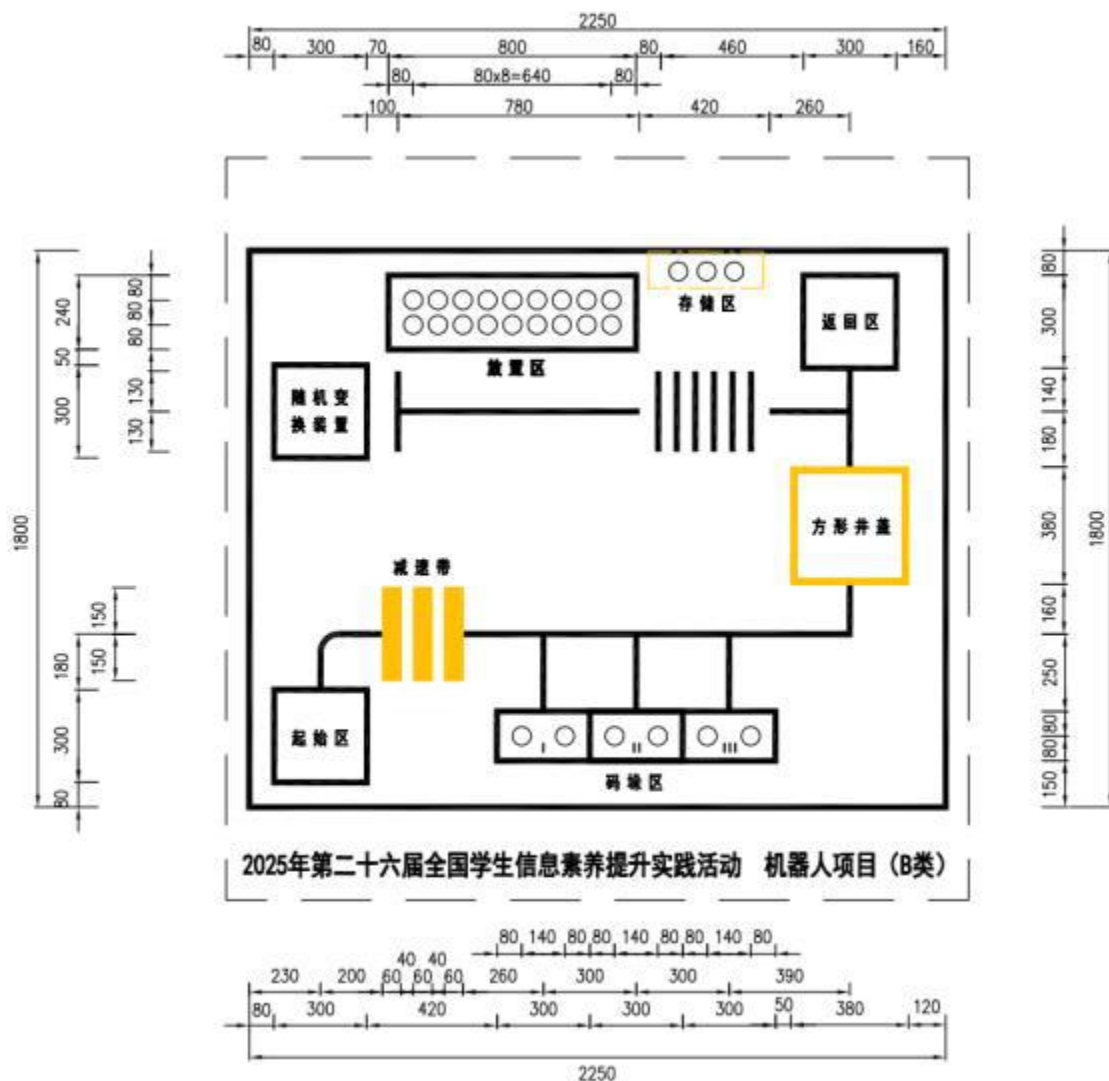 2250
80 300 70 800 80 460 300 160
80 80x8=640 80
100 780 420 260
存储区
返回区
放置区
随机变
换装置
方形井盖
减速带
起始区
I II III
码垛区
1800
240
50
300
80
80
80
130
130
150
150
180
300
80
80
300
140
180
380
160
250
80
80
150
1800
2025年第二十六届全国学生信息素养提升实践活动 机器人项目（B类）
80 140 80 80 140 80 80 140 80
40 40
230 200 60 60 60 260 300 300 390
80 300 420 300 300 300 50 380 120
2250